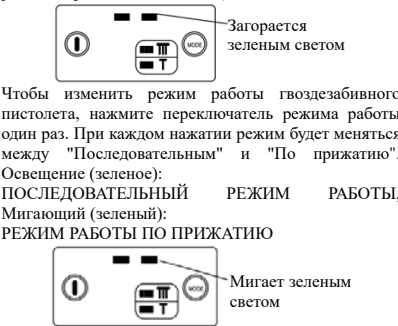 Загорается
зеленым светом
MODE
Чтобы изменить режим работы гвоздезабивного
пистолета, нажмите переключатель режима работы
один раз. При каждом нажатии режим будет меняться
между "Последовательным" и "По прижатию".
Освещение (зеленое):
ПОСЛЕДОВАТЕЛЬНЫЙ РЕЖИМ РАБОТЫ,
Мигающий (зеленый):
РЕЖИМ РАБОТЫ ПО ПРИЖАТИЮ
Мигает зеленым
светом
MODE